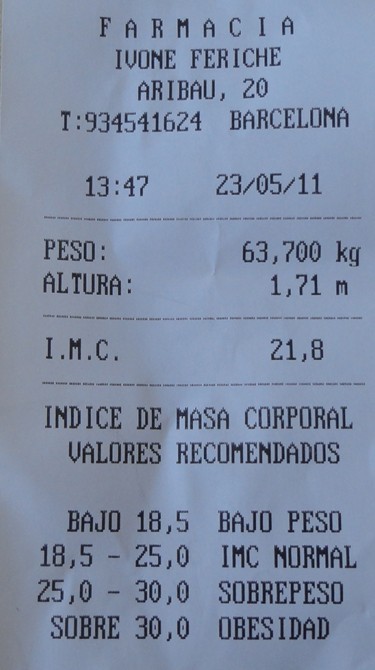 FARMACIA
IVONE FERICHE
ARIBAU, 20
T:934541624 BARCELONA
13:47 23/05/11
PESO: 63,700 kg
ALTURA: 1,71 m
I.M.C. 21,8
INDICE DE MASA CORPORAL
VALORES RECOMENDADOS
BAJO 18,5 BAJO PESO
18,5 - 25,0 IMC NORMAL
25,0 - 30,0 SOBREPESO
SOBRE 30,0 OBESIDAD